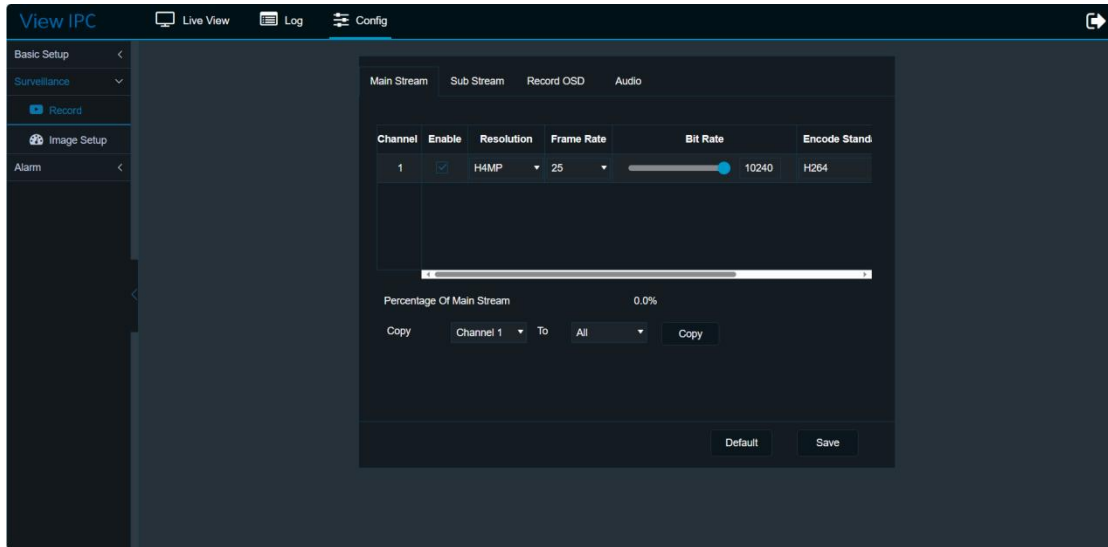 View IPC Live View Log Config
Basic Setup
Surveillance
Record
Image Setup
Alarm
Main Stream Sub Stream Record OSD Audio
Channel Enable Resolution Frame Rate Bit Rate Encode Standa
1 H4MP 25 10240 H264
Percentage Of Main Stream 0.0%
Copy Channel 1 To All Copy
Default Save